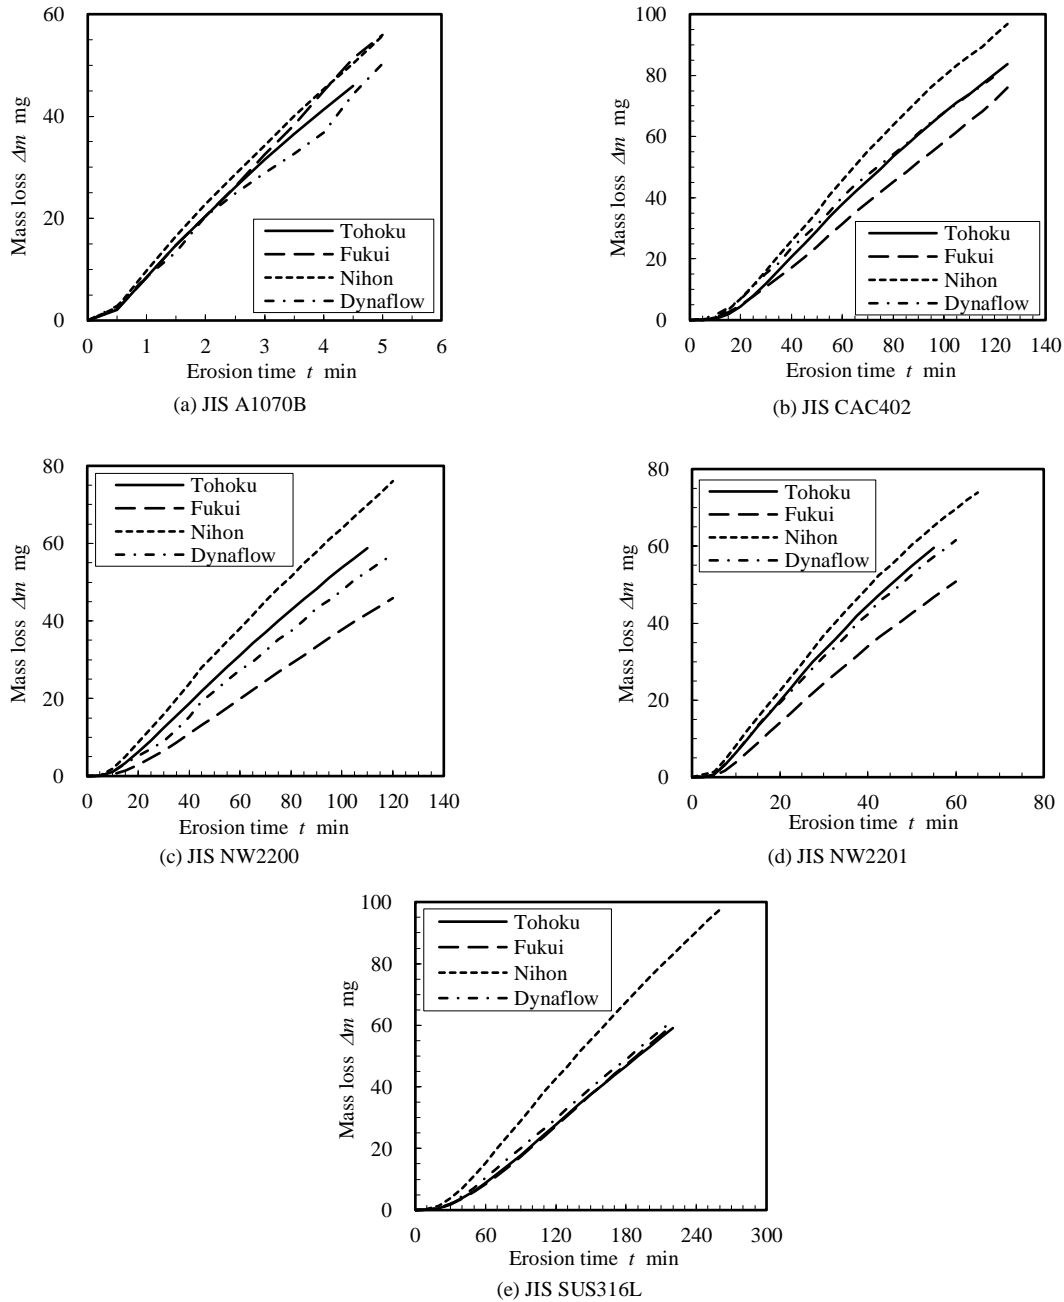 60
40
20
0
Mass loss Δm mg
Tohoku
Fukui
Nihon
Dynaflow
0 1 2 3 4 5 6
Erosion time t min
(a) JIS A1070B
100
80
60
40
20
0
Mass loss Δm mg
Tohoku
Fukui
Nihon
Dynaflow
0 20 40 60 80 100 120 140
Erosion time t min
(b) JIS CAC402
80
60
40
20
0
Mass loss Δm mg
Tohoku
Fukui
Nihon
Dynaflow
0 20 40 60 80 100 120 140
Erosion time t min
(c) JIS NW2200
80
60
40
20
0
Mass loss Δm mg
Tohoku
Fukui
Nihon
Dynaflow
0 20 40 60 80
Erosion time t min
(d) JIS NW2201
100
80
60
40
20
0
Mass loss Δm mg
Tohoku
Fukui
Nihon
Dynaflow
0 60 120 180 240 300
Erosion time t min
(e) JIS SUS316L